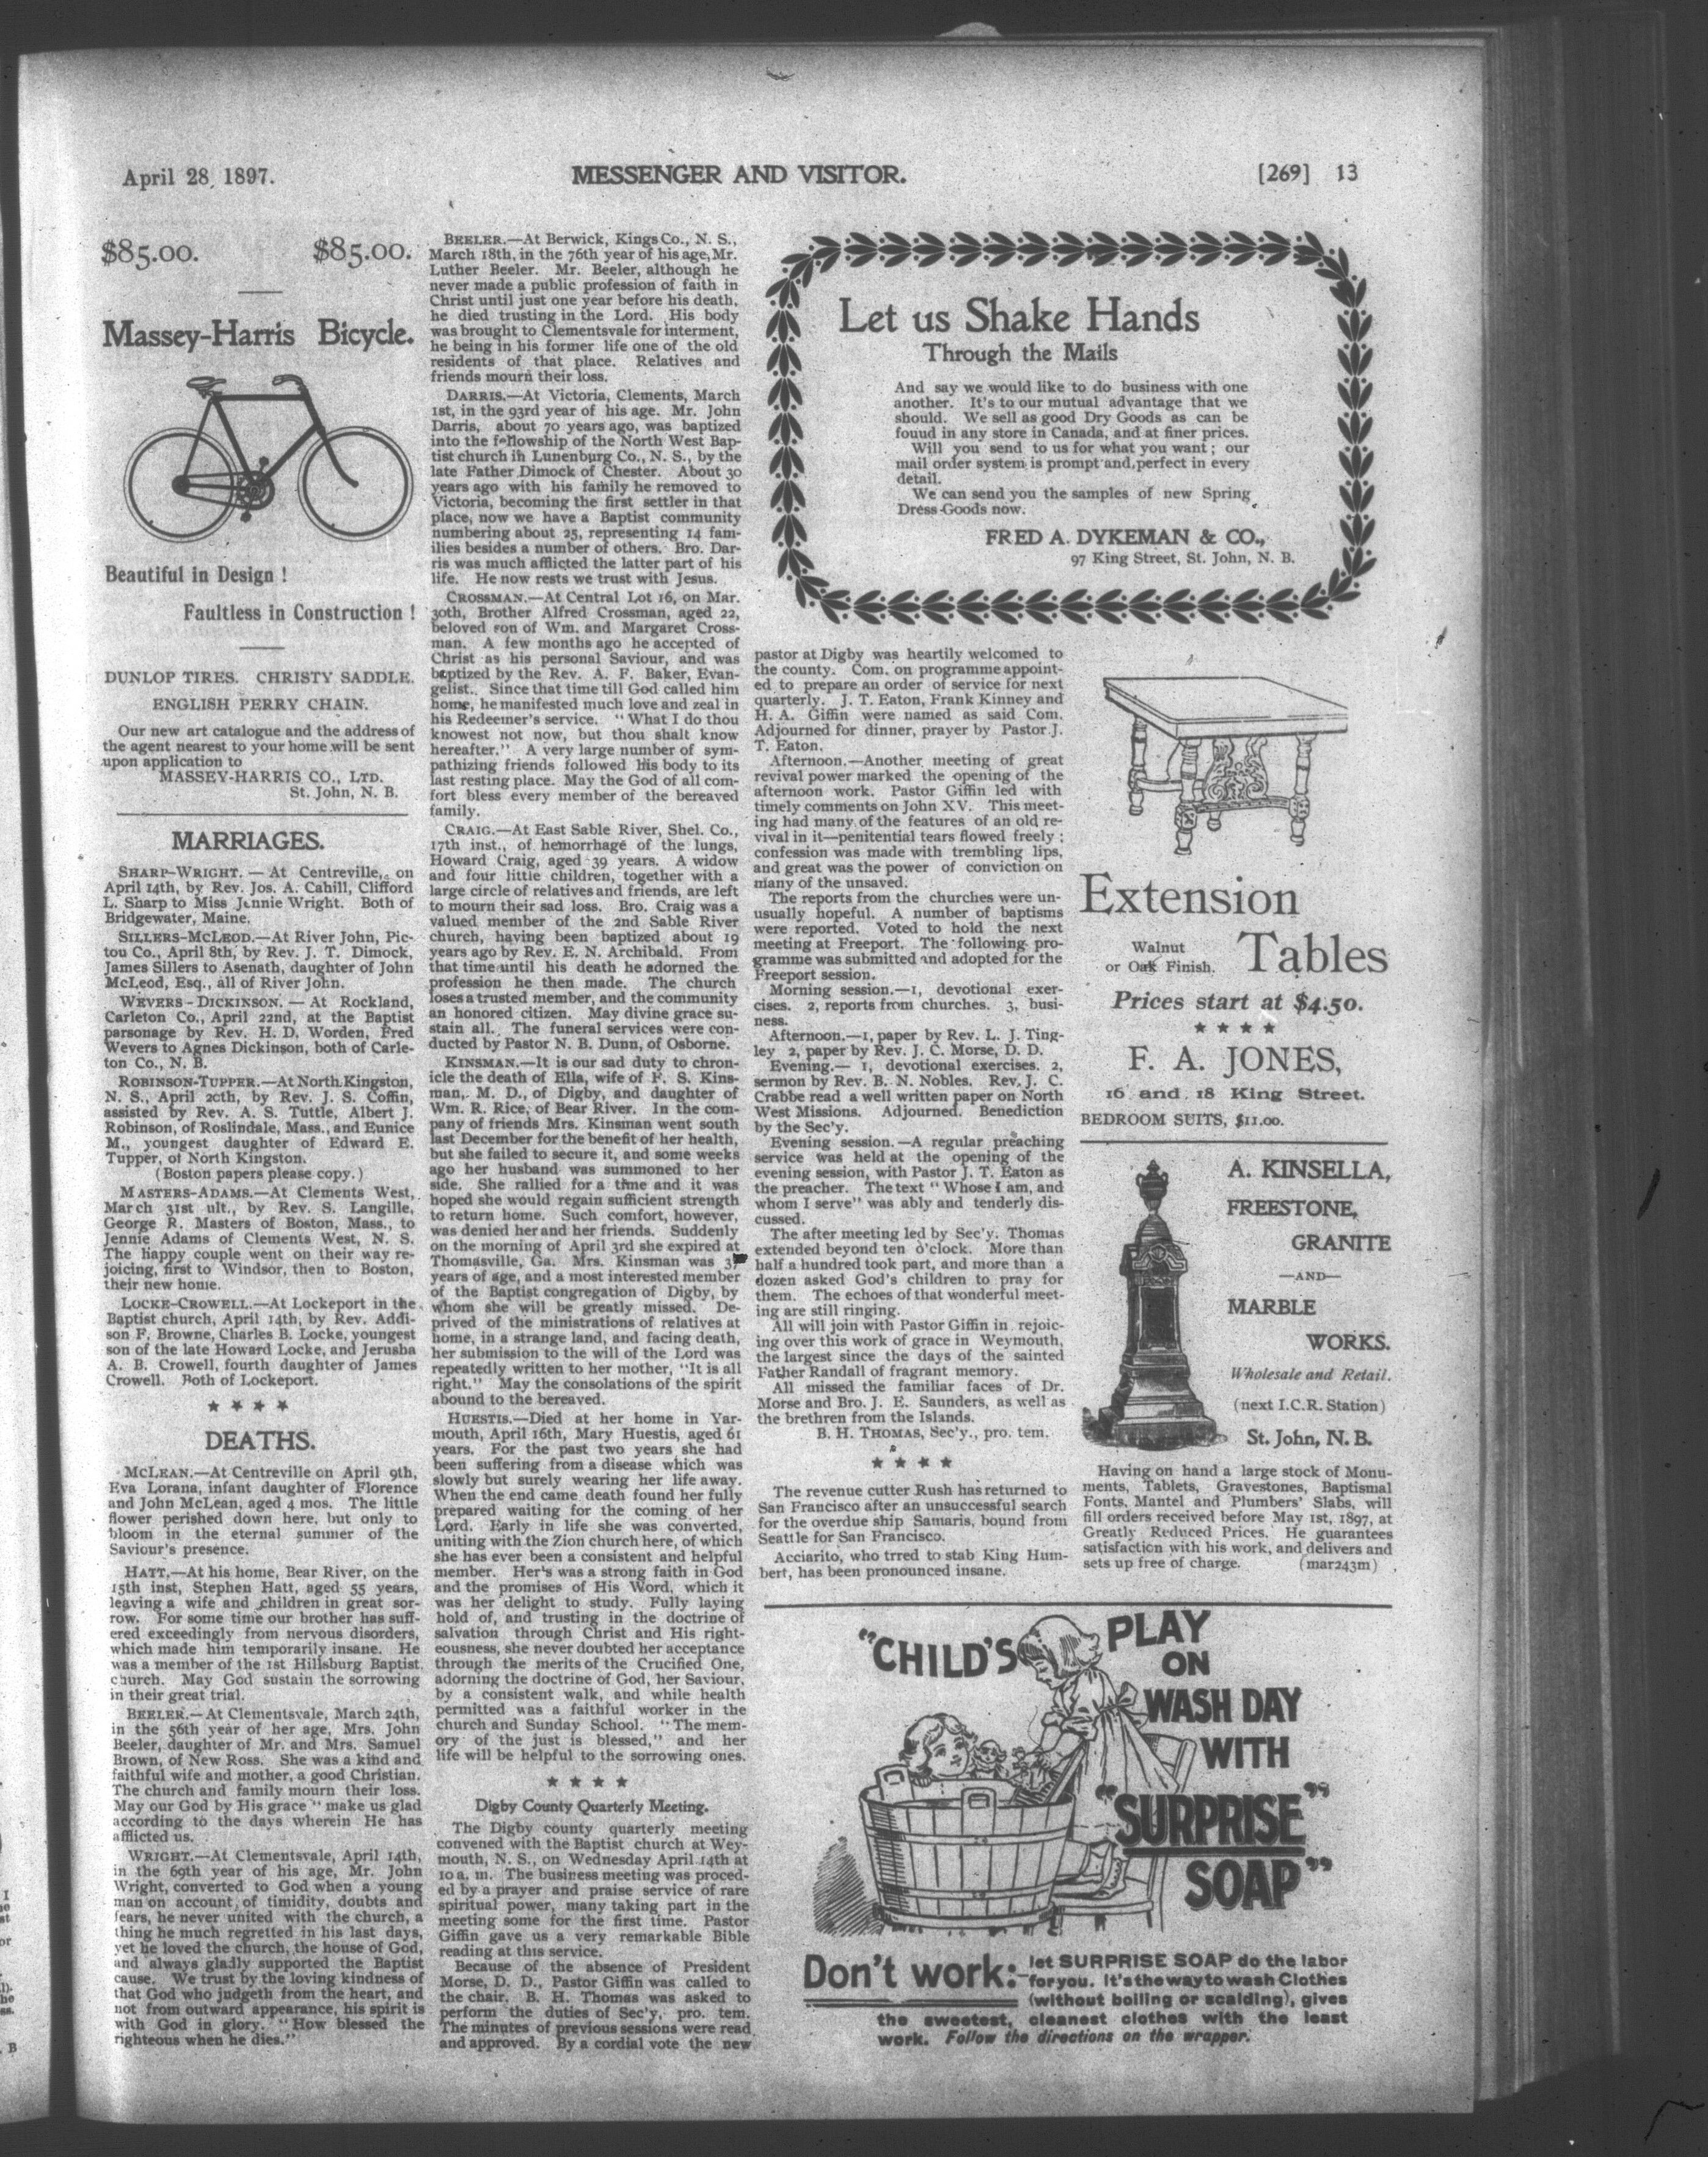 April 28, 1897.
MESSENGER AND VISITOR.
[269] 13
$85.00. $85.00.
Massey-Harris Bicycle.
Beautiful in Design !
Faultless in Construction !
DUNLOP TIRES. CHRISTY SADDLE.
ENGLISH PERRY CHAIN.
Our new art catalogue and the address of
the agent nearest to your home will be sent
upon application to
MASSEY-HARRIS CO., LTD.
St. John, N. B.
MARRIAGES.
SHARP-WRIGHT. — At Centreville, on
April 14th, by Rev. Jos. A. Cahill, Clifford
L. Sharp to Miss Jennie Wright. Both of
Bridgewater, Maine.
SILLERS-MCLEOD.—At River John, Pic-
tou Co., April 8th, by Rev. J. T. Dimock,
James Sillers to Asenath, daughter of John
McLeod, Esq., all of River John.
WEVERS-DICKINSON. — At Rockland,
Carleton Co., April 22nd, at the Baptist
parsonage by Rev. H. D. Worden, Fred
Wevers to Agnes Dickinson, both of Carle-
ton Co., N. B.
ROBINSON-TUPPER.—At North Kingston,
N. S., April 20th, by Rev. J. S. Coffin,
assisted by Rev. A. S. Tuttle, Albert J.
Robinson, of Roslindale, Mass., and Eunice
M., youngest daughter of Edward E.
Tupper, of North Kingston.
(Boston papers please copy.)
MASTERS-ADAMS.—At Clements West,
March 31st ult., by Rev. S. Langille,
George R. Masters of Boston, Mass., to
Jennie Adams of Clements West, N. S.
The happy couple went on their way re-
joicing, first to Windsor, then to Boston,
their new home.
LOCKE-CROWELL.—At Lockeport in the
Baptist church, April 14th, by Rev. Addi-
son F. Browne, Charles B. Locke, youngest
son of the late Howard Locke, and Jerusba
A. B. Crowell, fourth daughter of James
Crowell. Both of Lockeport.
★ ★ ★ ★
DEATHS.
MCLEAN.—At Centreville on April 9th,
Eva Lorana, infant daughter of Florence
and John McLean, aged 4 mos. The little
flower perished down here, but only to
bloom in the eternal summer of the
Saviour's presence.
HATT,—At his home, Bear River, on the
15th inst, Stephen Hatt, aged 55 years,
leaving a wife and children in great sor-
row. For some time our brother has suff-
ered exceedingly from nervous disorders,
which made him temporarily insane. He
was a member of the 1st Hillsburg Baptist
church. May God sustain the sorrowing
in their great trial.
BEELER.—At Clementsvale, March 24th,
in the 56th year of her age, Mrs. John
Beeler, daughter of Mr. and Mrs. Samuel
Brown, of New Ross. She was a kind and
faithful wife and mother, a good Christian.
The church and family mourn their loss.
May our God by His grace " make us glad
according to the days wherein He has
afflicted us.
WRIGHT.—At Clementsvale, April 14th,
in the 69th year of his age, Mr. John
Wright, converted to God when a young
man on account of timidity, doubts and
fears, he never united with the church, a
thing he much regretted in his last days,
yet he loved the church, the house of God,
and always gladly supported the Baptist
cause. We trust by the loving kindness of
that God who judgeth from the heart, and
not from outward appearance, his spirit is
with God in glory. "How blessed the
righteous when he dies."
BEELER.—At Berwick, Kings Co., N. S.,
March 18th, in the 76th year of his age, Mr.
Luther Beeler. Mr. Beeler, although he
never made a public profession of faith in
Christ until just one year before his death,
he died trusting in the Lord. His body
was brought to Clementsvale for interment,
he being in his former life one of the old
residents of that place. Relatives and
friends mourn their loss.
DARRIS.—At Victoria, Clements, March
1st, in the 93rd year of his age. Mr. John
Darris, about 70 years ago, was baptized
into the fellowship of the North West Bap-
tist church in Lunenburg Co., N. S., by the
late Father Dimock of Chester. About 30
years ago with his family he removed to
Victoria, becoming the first settler in that
place, now we have a Baptist community
numbering about 25, representing 14 fam-
ilies besides a number of others. Bro. Dar-
ris was much afflicted the latter part of his
life. He now rests we trust with Jesus.
CROSSMAN.—At Central Lot 16, on Mar.
30th, Brother Alfred Crossman, aged 22,
beloved son of Wm. and Margaret Cross-
man. A few months ago he accepted of
Christ as his personal Saviour, and was
baptized by the Rev. A. F. Baker, Evan-
gelist. Since that time till God called him
home, he manifested much love and zeal in
his Redeemer's service. "What I do thou
knowest not now, but thou shalt know
hereafter." A very large number of sym-
pathizing friends followed his body to its
last resting place. May the God of all com-
fort bless every member of the bereaved
family.
CRAIG.—At East Sable River, Shel. Co.,
17th inst., of hemorrhage of the lungs,
Howard Craig, aged 39 years. A widow
and four little children, together with a
large circle of relatives and friends, are left
to mourn their sad loss. Bro. Craig was a
valued member of the 2nd Sable River
church, having been baptized about 19
years ago by Rev. E. N. Archibald. From
that time until his death he adorned the
profession he then made. The church
loses a trusted member, and the community
an honored citizen. May divine grace su-
stain all. The funeral services were con-
ducted by Pastor N. B. Dunn, of Osborne.
KINSMAN.—It is our sad duty to chron-
icle the death of Ella, wife of F. S. Kins-
man, M. D., of Digby, and daughter of
Wm. R. Rice, of Bear River. In the com-
pany of friends Mrs. Kinsman went south
last December for the benefit of her health,
but she failed to secure it, and some weeks
ago her husband was summoned to her
side. She rallied for a time and it was
hoped she would regain sufficient strength
to return home. Such comfort, however,
was denied her and her friends. Suddenly
on the morning of April 3rd she expired at
Thomasville, Ga. Mrs. Kinsman was
years of age, and a most interested member
of the Baptist congregation of Digby, by
whom she will be greatly missed. De-
prived of the ministrations of relatives at
home, in a strange land, and facing death,
her submission to the will of the Lord was
repeatedly written to her mother, "It is all
right." May the consolations of the spirit
abound to the bereaved.
HUESTIS.—Died at her home in Yar-
mouth, April 16th, Mary Huestis, aged 61
years. For the past two years she had
been suffering from a disease which was
slowly but surely wearing her life away.
When the end came death found her fully
prepared waiting for the coming of her
Lord. Early in life she was converted,
uniting with the Zion church here, of which
she has ever been a consistent and helpful
member. Her's was a strong faith in God
and the promises of His Word, which it
was her delight to study. Fully laying
hold of, and trusting in the doctrine of
salvation through Christ and His right-
eousness, she never doubted her acceptance
through the merits of the Crucified One,
adorning the doctrine of God, her Saviour,
by a consistent walk, and while health
permitted was a faithful worker in the
church and Sunday School. "The mem-
ory of the just is blessed," and her
life will be helpful to the sorrowing ones.
★ ★ ★ ★
Digby County Quarterly Meeting.
The Digby county quarterly meeting
convened with the Baptist church at Wey-
mouth, N. S., on Wednesday April 14th at
10 a. m. The business meeting was proced-
ed by a prayer and praise service of rare
spiritual power, many taking part in the
meeting some for the first time. Pastor
Giffin gave us a very remarkable Bible
reading at this service.
Because of the absence of President
Morse, D. D., Pastor Giffin was called to
the chair. B. H. Thomas was asked to
perform the duties of Sec'y, pro. tem.
The minutes of previous sessions were read
and approved. By a cordial vote the new
Let us Shake Hands
Through the Mails
And say we would like to do business with one
another. It's to our mutual advantage that we
should. We sell as good Dry Goods as can be
fouud in any store in Canada, and at finer prices.
Will you send to us for what you want; our
mail order system is prompt and perfect in every
detail.
We can send you the samples of new Spring
Dress Goods now.
FRED A. DYKEMAN & CO.,
97 King Street, St. John, N. B.
pastor at Digby was heartily welcomed to
the county. Com. on programme appoint-
ed to prepare an order of service for next
quarterly. J. T. Eaton, Frank Kinney and
H. A. Giffin were named as said Com.
Adjourned for dinner, prayer by Pastor J.
T. Eaton.
Afternoon.—Another meeting of great
revival power marked the opening of the
afternoon work. Pastor Giffin led with
timely comments on John XV. This meet-
ing had many of the features of an old re-
vival in it—penitential tears flowed freely ;
confession was made with trembling lips,
and great was the power of conviction on
many of the unsaved.
The reports from the churches were un-
usually hopeful. A number of baptisms
were reported. Voted to hold the next
meeting at Freeport. The following pro-
gramme was submitted and adopted for the
Freeport session.
Morning session.—1, devotional exer-
cises. 2, reports from churches. 3, busi-
ness.
Afternoon.—1, paper by Rev. L. J. Ting-
ley 2, paper by Rev. J. C. Morse, D. D.
Evening.— 1, devotional exercises. 2,
sermon by Rev. B. N. Nobles. Rev. J. C.
Crabbe read a well written paper on North
West Missions. Adjourned. Benediction
by the Sec'y.
Evening session.—A regular preaching
service was held at the opening of the
evening session, with Pastor J. T. Eaton as
the preacher. The text "Whose I am, and
whom I serve" was ably and tenderly dis-
cussed.
The after meeting led by Sec'y. Thomas
extended beyond ten o'clock. More than
half a hundred took part, and more than a
dozen asked God's children to pray for
them. The echoes of that wonderful meet-
ing are still ringing.
All will join with Pastor Giffin in rejoic-
ing over this work of grace in Weymouth,
the largest since the days of the sainted
Father Randall of fragrant memory.
All missed the familiar faces of Dr.
Morse and Bro. J. E. Saunders, as well as
the brethren from the Islands.
B. H. THOMAS, Sec'y., pro. tem.
★ ★ ★ ★
The revenue cutter Rush has returned to
San Francisco after an unsuccessful search
for the overdue ship Samaris, bound from
Seattle for San Francisco.
Acciarito, who trred to stab King Hum-
bert, has been pronounced insane.
Extension
Walnut
or Oak Finish.
Tables
Prices start at $4.50.
★ ★ ★ ★
F. A. JONES,
16 and 18 King Street.
BEDROOM SUITS, $11.00.
A. KINSELLA,
FREESTONE,
GRANITE
—AND—
MARBLE
WORKS.
Wholesale and Retail.
(next I.C.R. Station)
St. John, N. B.
Having on hand a large stock of Monu-
ments, Tablets, Gravestones, Baptismal
Fonts, Mantel and Plumbers' Slabs, will
fill orders received before May 1st, 1897, at
Greatly Reduced Prices. He guarantees
satisfaction with his work, and delivers and
sets up free of charge. (mar243m)
"CHILD'S PLAY
ON
WASH DAY
WITH
"SURPRISE"
SOAP"
Don't work:
let SURPRISE SOAP do the labor
for you. It's the way to wash Clothes
(without boiling or scalding), gives
the sweetest, cleanest clothes with the least
work. Follow the directions on the wrapper.